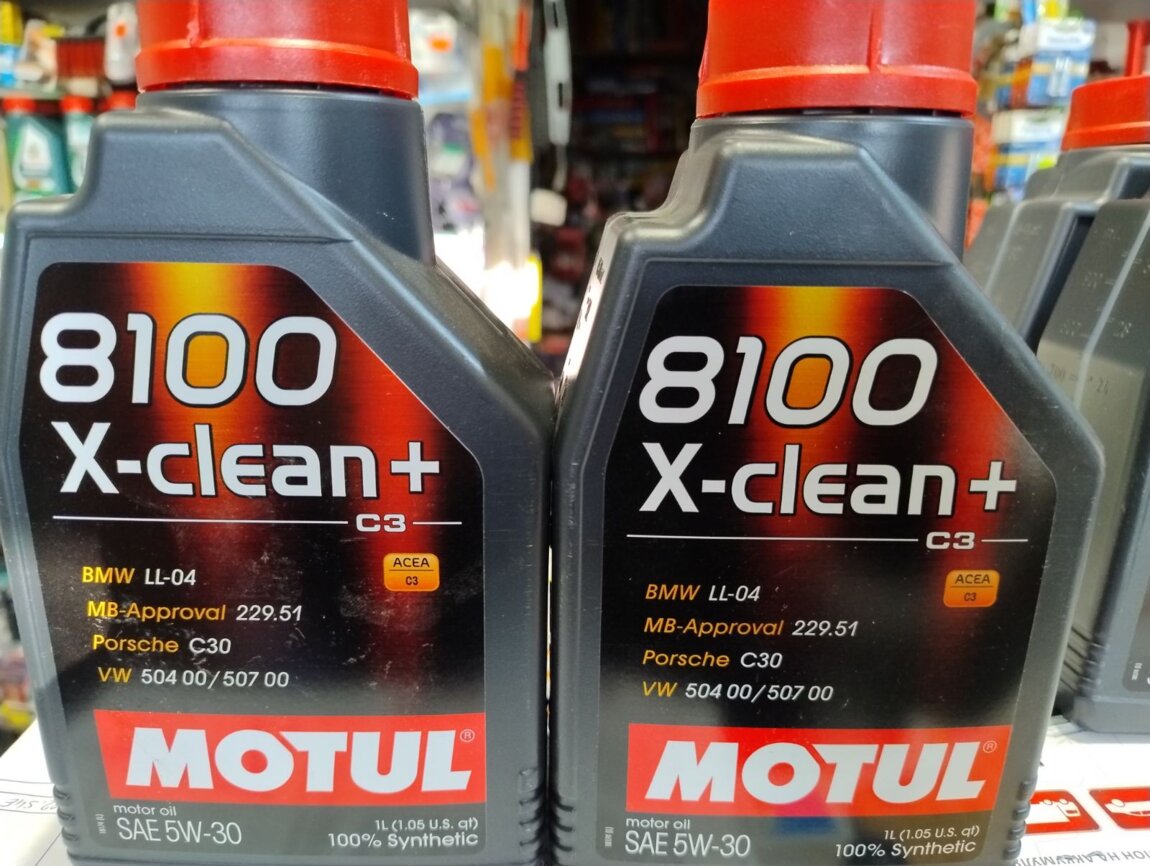 8100
X-clean+
C3
ACEA
C3
BMW LL-04
MB-Approval 229.51
Porsche C30
VW 504 00/507 00
MOTUL®
motor oil
SAE 5W-30
1L (1.05 U.S. qt)
100% Synthetic
8100
X-clean+
C3
ACEA
C3
BMW LL-04
MB-Approval 229.51
Porsche C30
VW 504 00/507 00
MOTUL®
motor oil
SAE 5W-30
1L (1.05 U.S. qt)
100% Synthetic